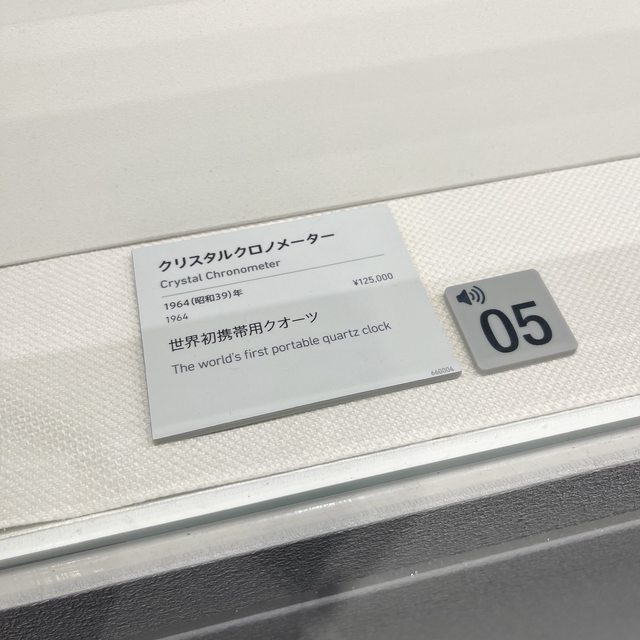 クリスタルクロノメーター
Crystal Chronometer
1964(昭和39)年 ¥125,000
1964
世界初携帯用クオーツ
The world's first portable quartz clock
660004
05